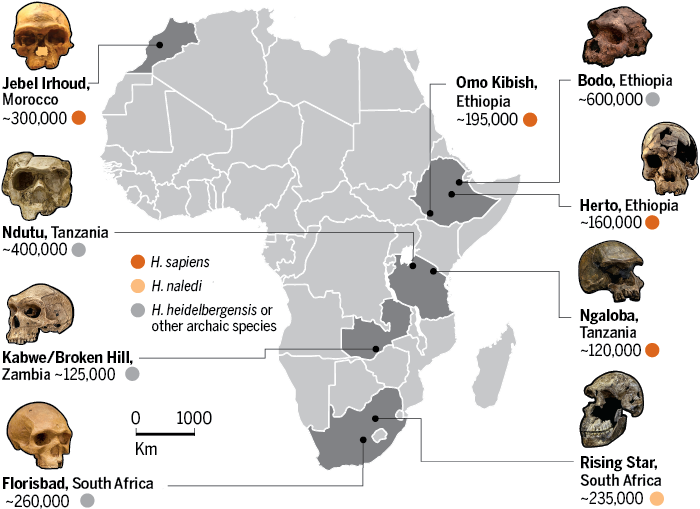 Jebel Irhoud,
Morocco
~300,000
Ndutu, Tanzania
~400,000
Kabwe/Broken Hill,
Zambia ~125,000
Florisbad, South Africa
~260,000
H. sapiens
H. naledi
H. heidelbergensis or
other archaic species
0 1000
Km
Omo Kibish,
Ethiopia
~195,000
Bodo, Ethiopia
~600,000
Herto, Ethiopia
~160,000
Ngaloba,
Tanzania
~120,000
Rising Star,
South Africa
~235,000